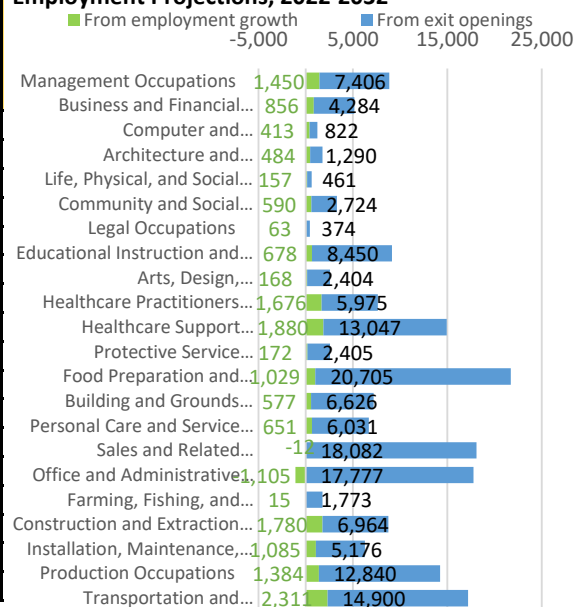 Employment Projections, 2022-2032
From employment growth From exit openings
-5,000 5,000 15,000 25,000
Management Occupations 1,450 7,406
Business and Financial... 856 4,284
Computer and... 413 822
Architecture and... 484 1,290
Life, Physical, and Social... 157 461
Community and Social... 590 2,724
Legal Occupations 63 374
Educational Instruction and... 678 8,450
Arts, Design,... 168 2,404
Healthcare Practitioners... 1,676 5,975
Healthcare Support... 1,880 13,047
Protective Service... 172 2,405
Food Preparation and... 1,029 20,705
Building and Grounds... 577 6,626
Personal Care and Service... 651 6,031
Sales and Related... 18,082
Office and Administrative... 17,777
Farming, Fishing, and... 15 1,773
Construction and Extraction... 1,780 6,964
Installation, Maintenance,... 1,085 5,176
Production Occupations 1,384 12,840
Transportation and... 2,311 14,900